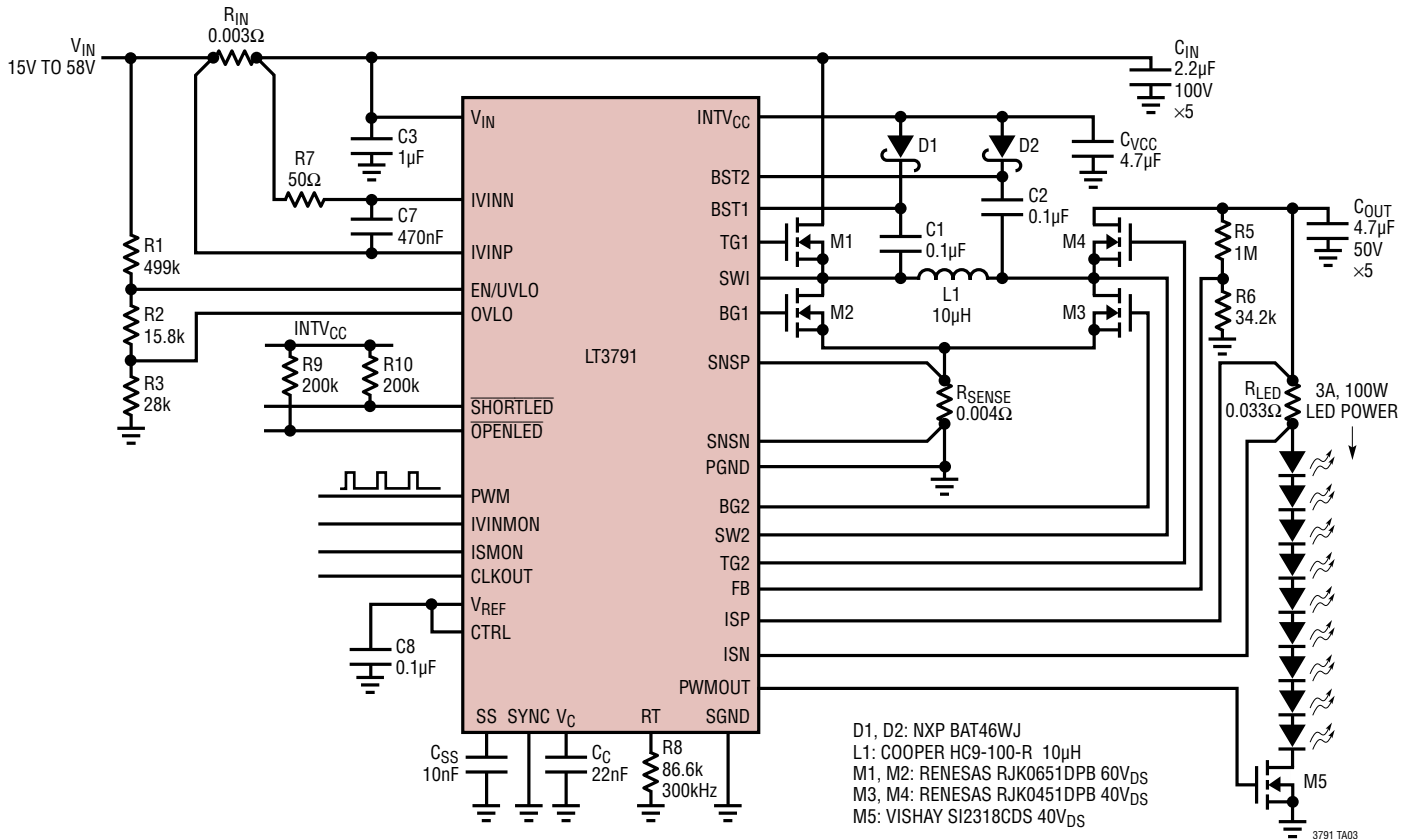 R_IN
0.003Ω
V_IN
15V TO 58V
C_IN
2.2µF
100V
×5
R1
499k
R2
15.8k
R3
28k
C3
1µF
R7
50Ω
C7
470nF
INTV_CC
R9
200k
R10
200k
V_IN
IVINN
IVINP
EN/UVLO
OVLO
SHORTLED
OPENLED
PWM
IVINMON
ISMON
CLKOUT
V_REF
CTRL
C8
0.1µF
LT3791
SS
SYNC
V_C
RT
SGND
C_SS
10nF
C_C
22nF
R8
86.6k
300kHz
INTV_CC
BST2
BST1
TG1
SWI
BG1
SNSP
SNSN
PGND
BG2
SW2
TG2
FB
ISP
ISN
PWMOUT
D1
D2
C_VCC
4.7µF
C2
0.1µF
C1
0.1µF
M1
M2
L1
10µH
M4
M3
R5
1M
R6
34.2k
C_OUT
4.7µF
50V
×5
R_SENSE
0.004Ω
R_LED
0.033Ω
3A, 100W
LED POWER
M5
D1, D2: NXP BAT46WJ
L1: COOPER HC9-100-R 10µH
M1, M2: RENESAS RJK0651DPB 60V_DS
M3, M4: RENESAS RJK0451DPB 40V_DS
M5: VISHAY SI2318CDS 40V_DS
3791 TA03